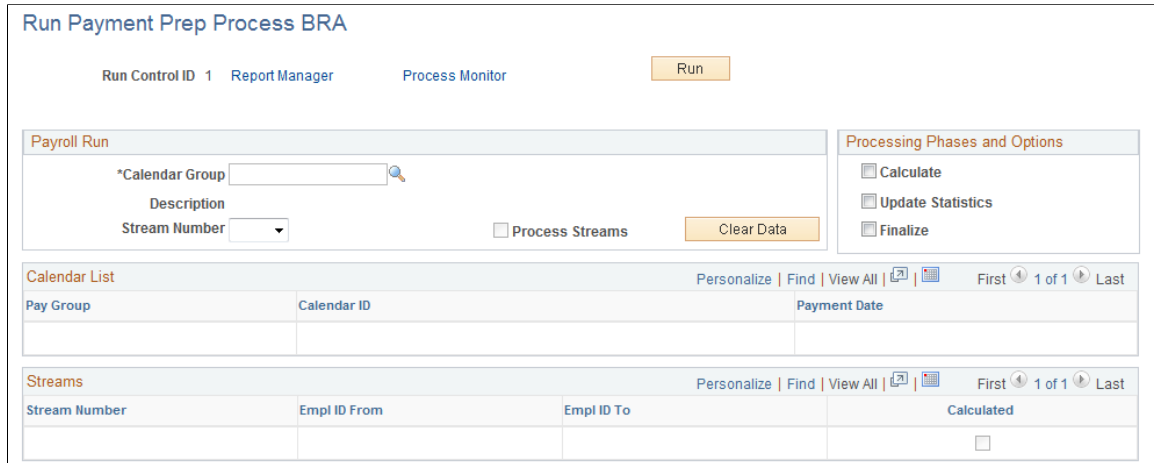 Run Payment Prep Process BRA
Run Control ID 1 Report Manager Process Monitor Run
Payroll Run
*Calendar Group
Description
Stream Number Process Streams Clear Data
Processing Phases and Options
Calculate
Update Statistics
Finalize
Calendar List Personalize | Find | View All | | First 1 of 1 Last
Pay Group Calendar ID Payment Date
Streams Personalize | Find | View All | | First 1 of 1 Last
Stream Number Empl ID From Empl ID To Calculated